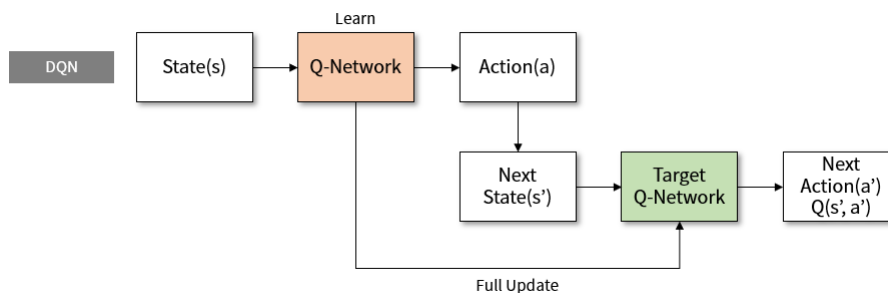 Learn
DQN
State(s)
Q-Network
Action(a)
Next
State(s’)
Target
Q-Network
Next
Action(a’)
Q(s’, a’)
Full Update